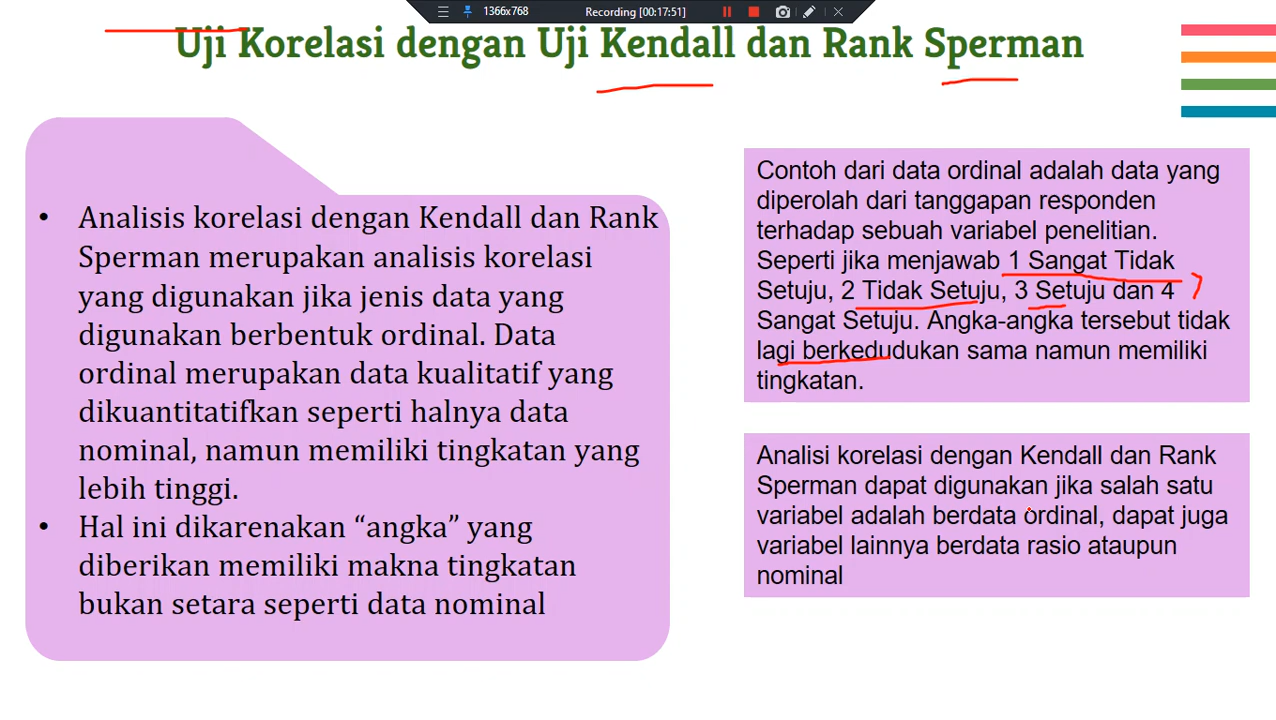 1366x768
Recording [00:17:51]
Uji Korelasi dengan Uji Kendall dan Rank Sperman
• Analisis korelasi dengan Kendall dan Rank
Sperman merupakan analisis korelasi
yang digunakan jika jenis data yang
digunakan berbentuk ordinal. Data
ordinal merupakan data kualitatif yang
dikuantitatifkan seperti halnya data
nominal, namun memiliki tingkatan yang
lebih tinggi.
• Hal ini dikarenakan “angka” yang
diberikan memiliki makna tingkatan
bukan setara seperti data nominal
Contoh dari data ordinal adalah data yang
diperolah dari tanggapan responden
terhadap sebuah variabel penelitian.
Seperti jika menjawab 1 Sangat Tidak
Setuju, 2 Tidak Setuju, 3 Setuju dan 4
Sangat Setuju. Angka-angka tersebut tidak
lagi berkedudukan sama namun memiliki
tingkatan.
Analisi korelasi dengan Kendall dan Rank
Sperman dapat digunakan jika salah satu
variabel adalah berdata ordinal, dapat juga
variabel lainnya berdata rasio ataupun
nominal